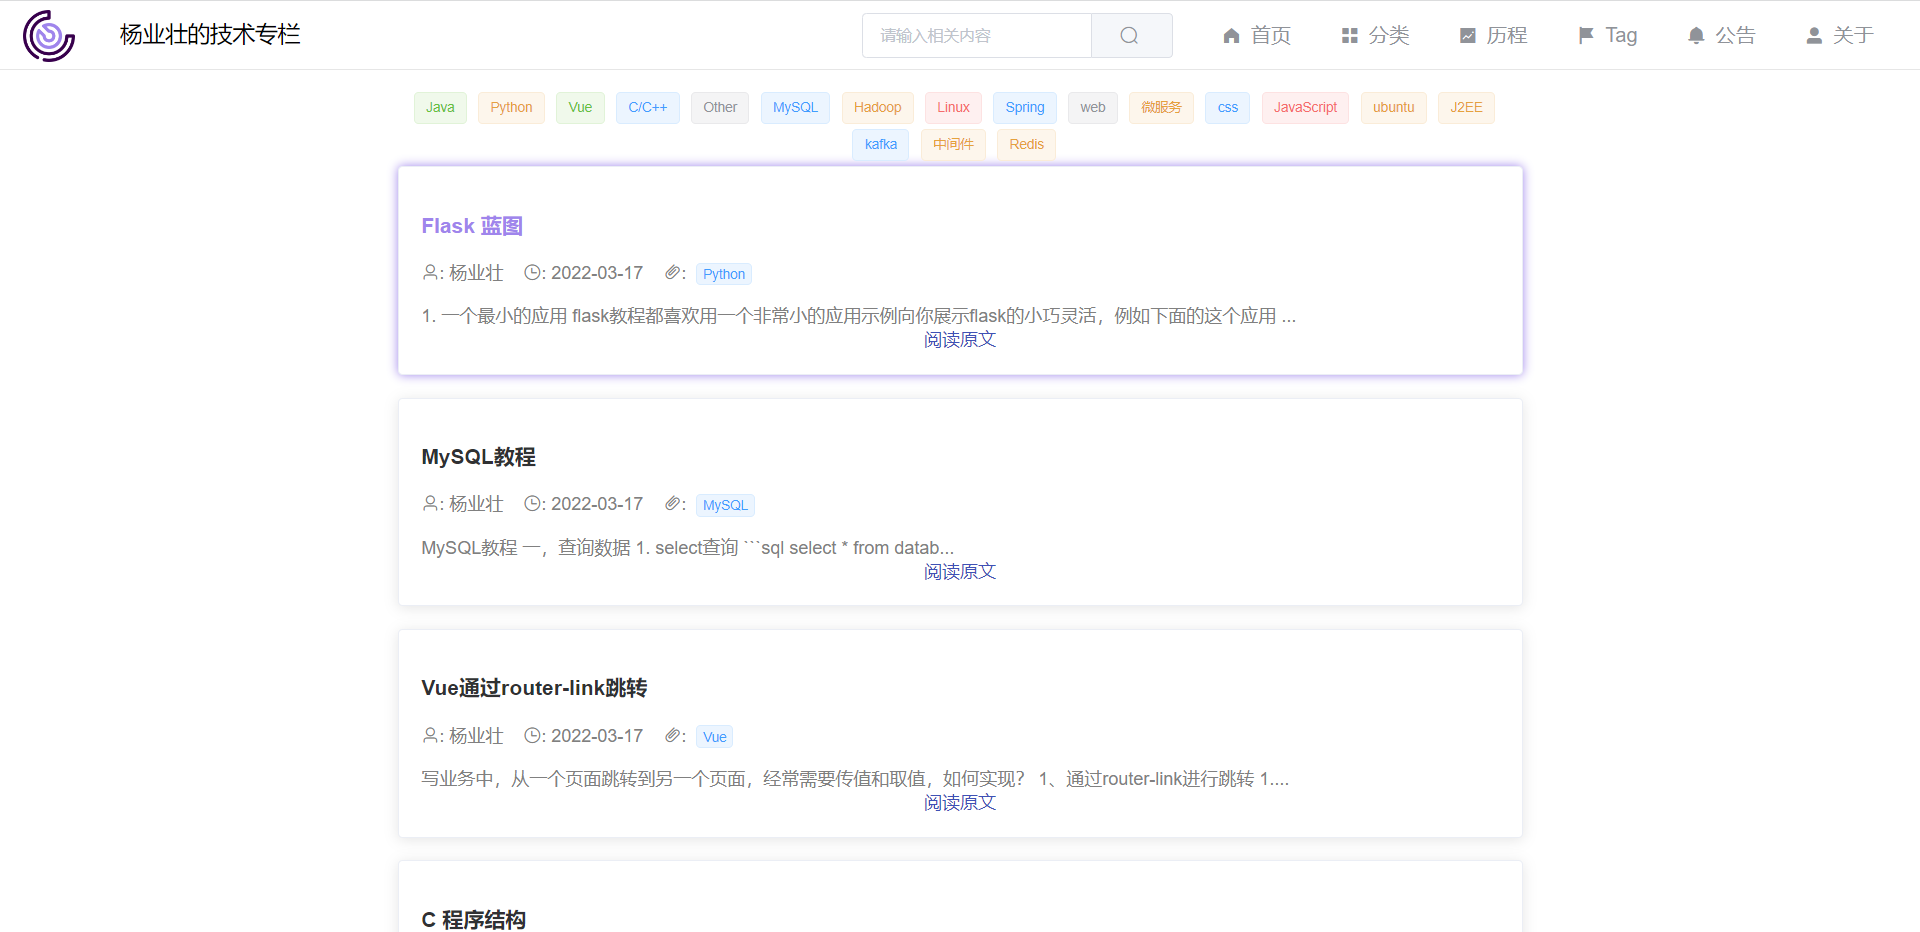 杨业壮的技术专栏 请输入相关内容 首页 分类 历程 Tag 公告 关于
Java Python Vue C/C++ Other MySQL Hadoop Linux Spring web 微服务 css JavaScript ubuntu J2EE
kafka 中间件 Redis
Flask 蓝图
: 杨业壮 : 2022-03-17 : Python
1. 一个最小的应用 flask教程都喜欢用一个非常小的应用示例向你展示flask的小巧灵活，例如下面的这个应用 ...
阅读原文
MySQL教程
: 杨业壮 : 2022-03-17 : MySQL
MySQL教程 一，查询数据 1. select查询 ```sql select * from datab...
阅读原文
Vue通过router-link跳转
: 杨业壮 : 2022-03-17 : Vue
写业务中，从一个页面跳转到另一个页面，经常需要传值和取值，如何实现？ 1、通过router-link进行跳转 1....
阅读原文
C 程序结构